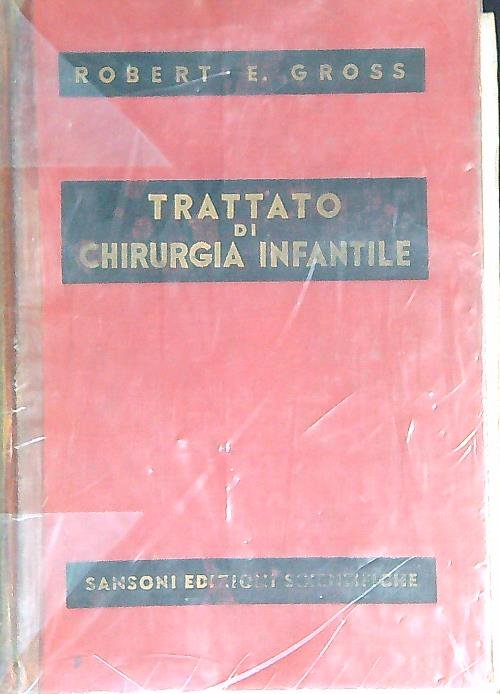 ROBERT E. GROSS
TRATTATO
DI
CHIRURGIA INFANTILE
SANSONI EDIZIONI SCIENTIFICHE